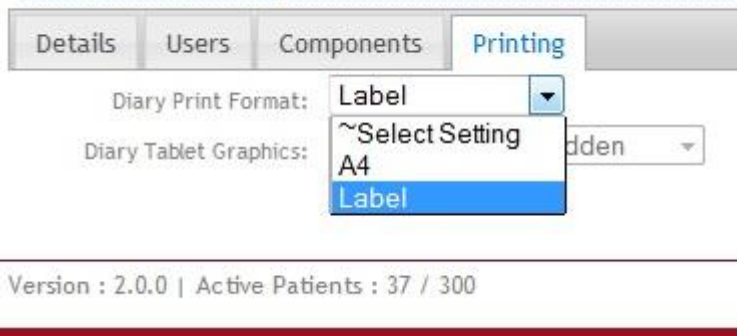 Details Users Components Printing
Diary Print Format: Label
~Select Setting
Diary Tablet Graphics: dden
A4
Label
Version : 2.0.0 | Active Patients : 37 / 300